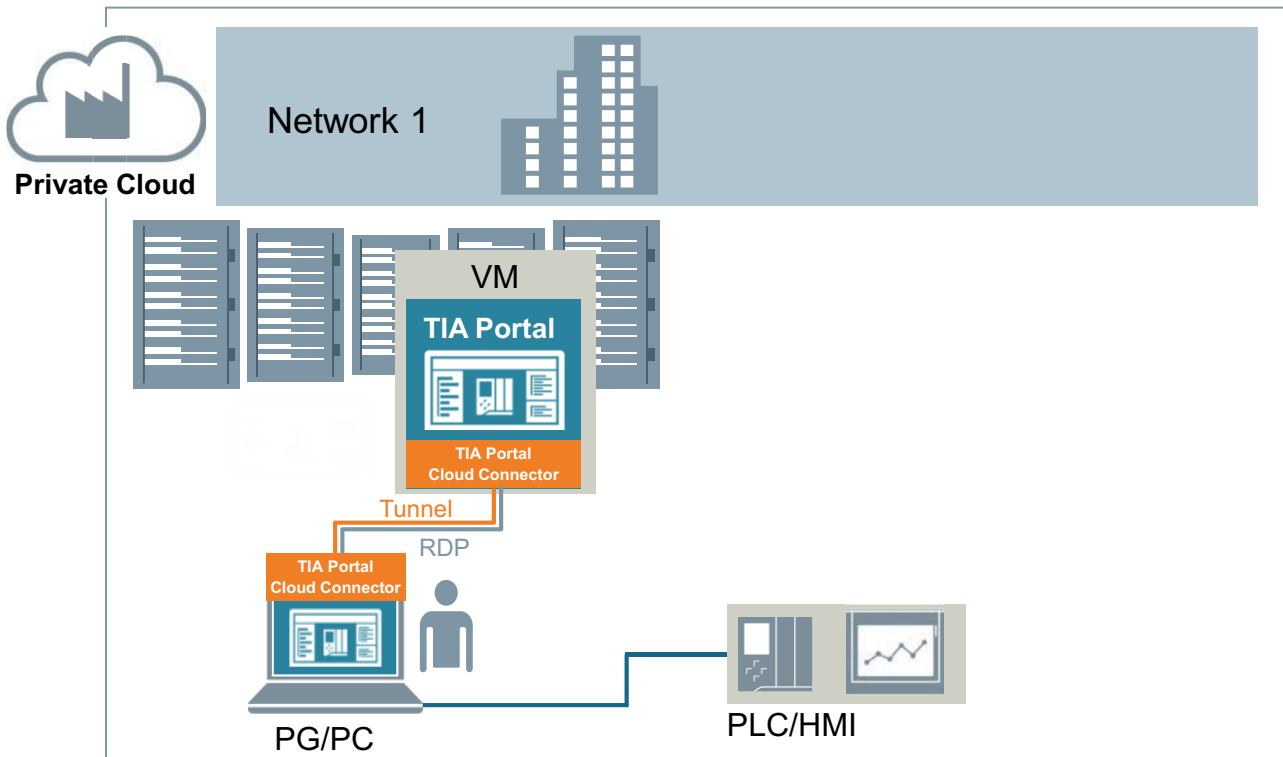 Network 1
Private Cloud
VM
TIA Portal
TIA Portal
Cloud Connector
Tunnel
RDP
TIA Portal
Cloud Connector
PG/PC
PLC/HMI